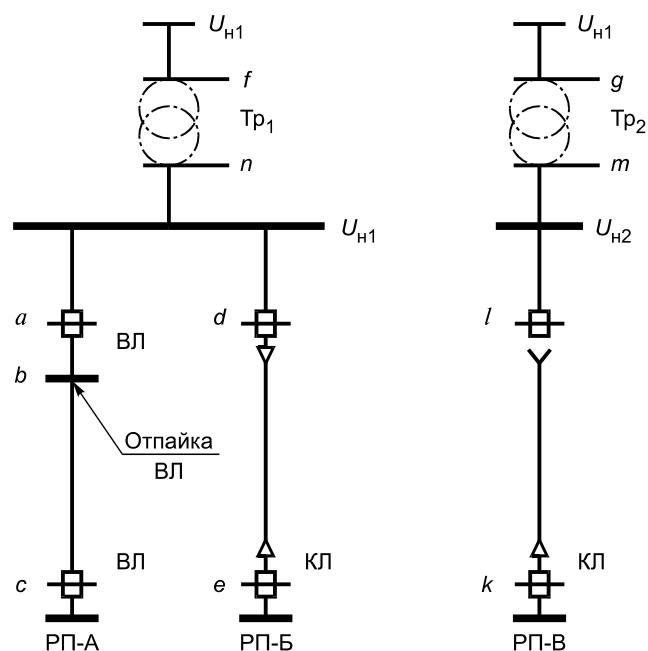 Uн1 Uн1
f g
Тр1 Тр2
n m
Uн1 Uн2
a d l
ВЛ
b
Отпайка
ВЛ
ВЛ КЛ КЛ
c e k
РП-А РП-Б РП-В